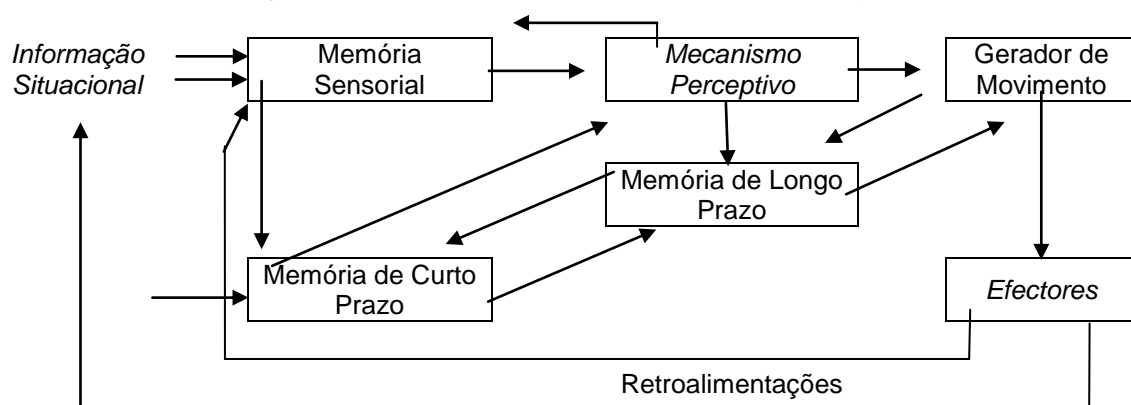 Informação
Situacional
Memória
Sensorial
Mecanismo
Perceptivo
Gerador de
Movimento
Memória de Longo
Prazo
Memória de Curto
Prazo
Efectores
Retroalimentações